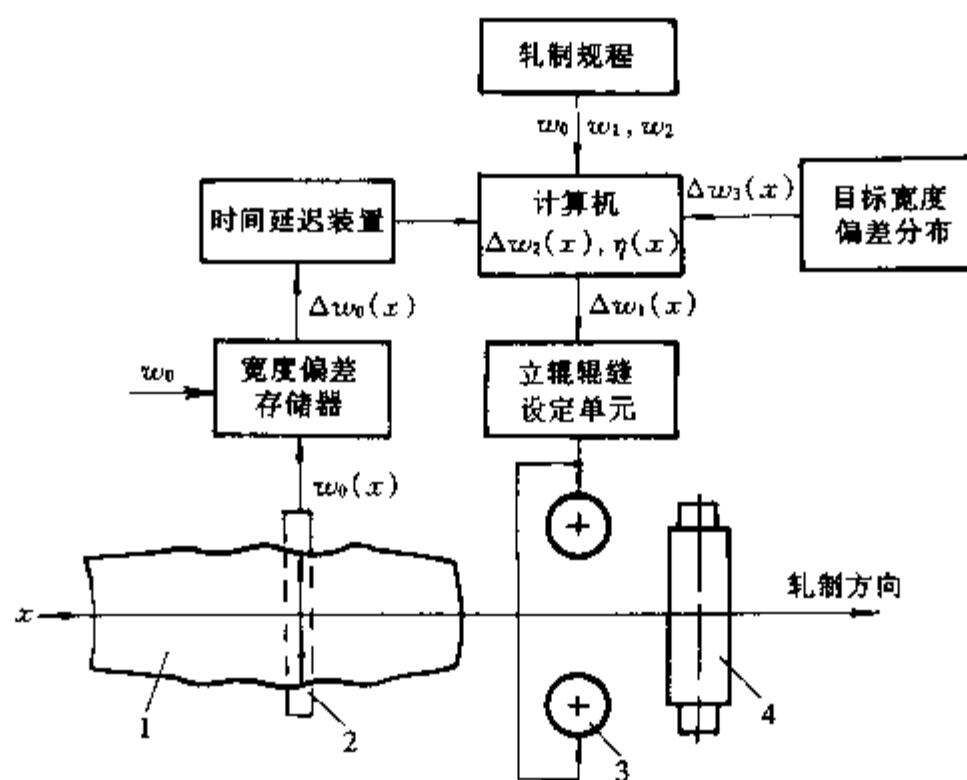 轧制规程
w₀ w₁, w₂
时间延迟装置
计算机
Δw₂(x), η(x)
Δw₃(x)
目标宽度
偏差分布
Δw₀(x)
Δw₁(x)
w₀
宽度偏差
存储器
立辊辊缝
设定单元
w₀(x)
x
轧制方向
1
2
3
4